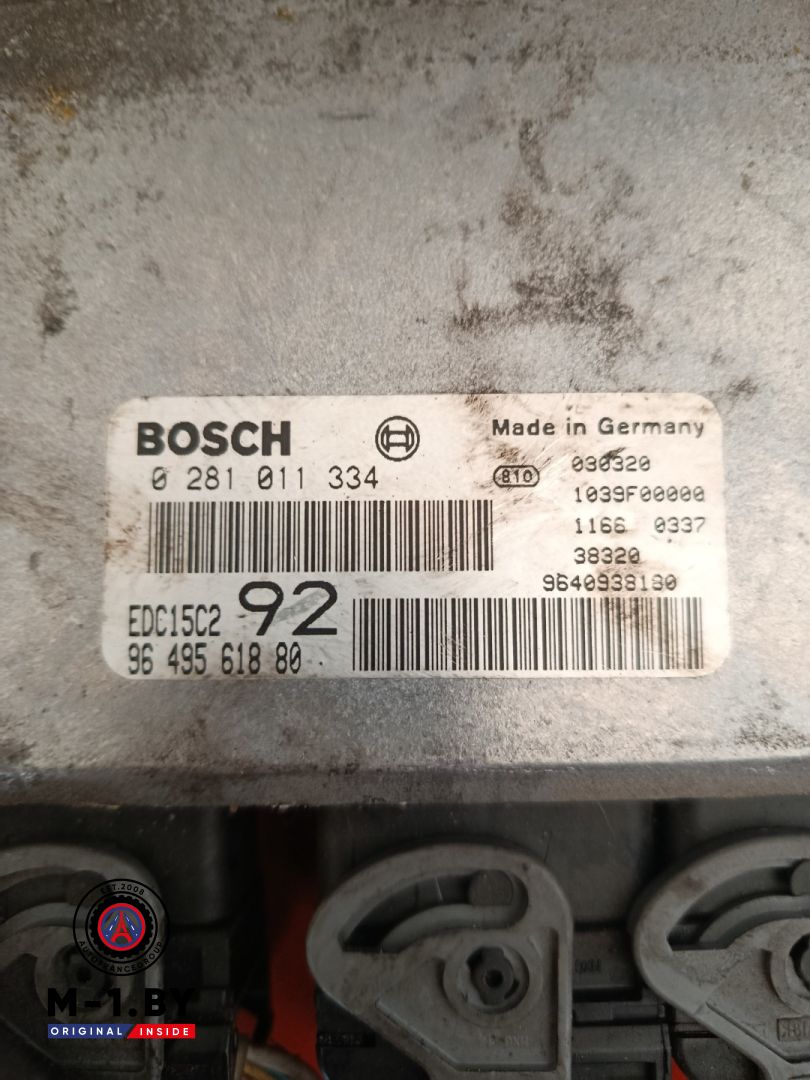 BOSCH
Made in Germany
0 281 011 334
810
030320
1039F00000
1166 0337
38320
9640938180
EDC15C2 92
96 495 618 80
EST.2008
AUTOFRANCEGROUP
M-1.BY
ORIGINAL INSIDE